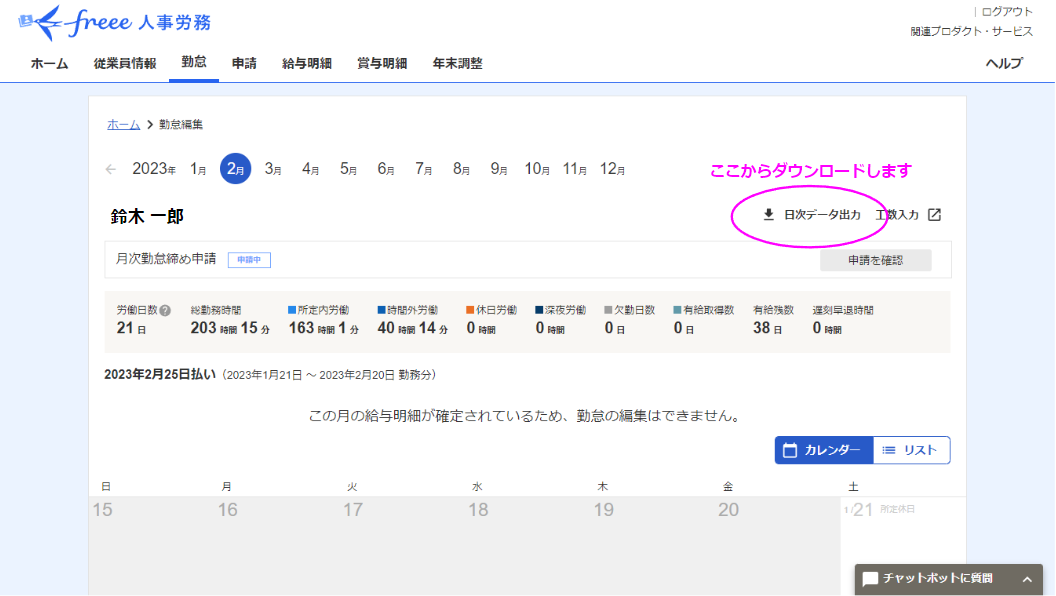 ログアウト
freee 人事労務
関連プロダクト・サービス
ホーム 従業員情報 勤怠 申請 給与明細 賞与明細 年末調整 ヘルプ
ホーム > 勤怠編集
← 2023年 1月 2月 3月 4月 5月 6月 7月 8月 9月 10月 11月 12月
ここからダウンロードします
鈴木 一郎
日次データ出力 工数入力
月次勤怠締め申請 申請中 申請を確認
労働日数 ? 総勤務時間 所定内労働 時間外労働 休日労働 深夜労働 欠勤日数 有給取得数 有給残数 遅刻早退時間
21 日 203 時間 15 分 163 時間 1 分 40 時間 14 分 0 時間 0 時間 0 日 0 日 38 日 0 時間
2023年2月25日払い（2023年1月21日 ～ 2023年2月20日 勤務分）
この月の給与明細が確定されているため、勤怠の編集はできません。
カレンダー リスト
日 月 火 水 木 金 土
15 16 17 18 19 20 1/21 所定休日
チャットボットに質問